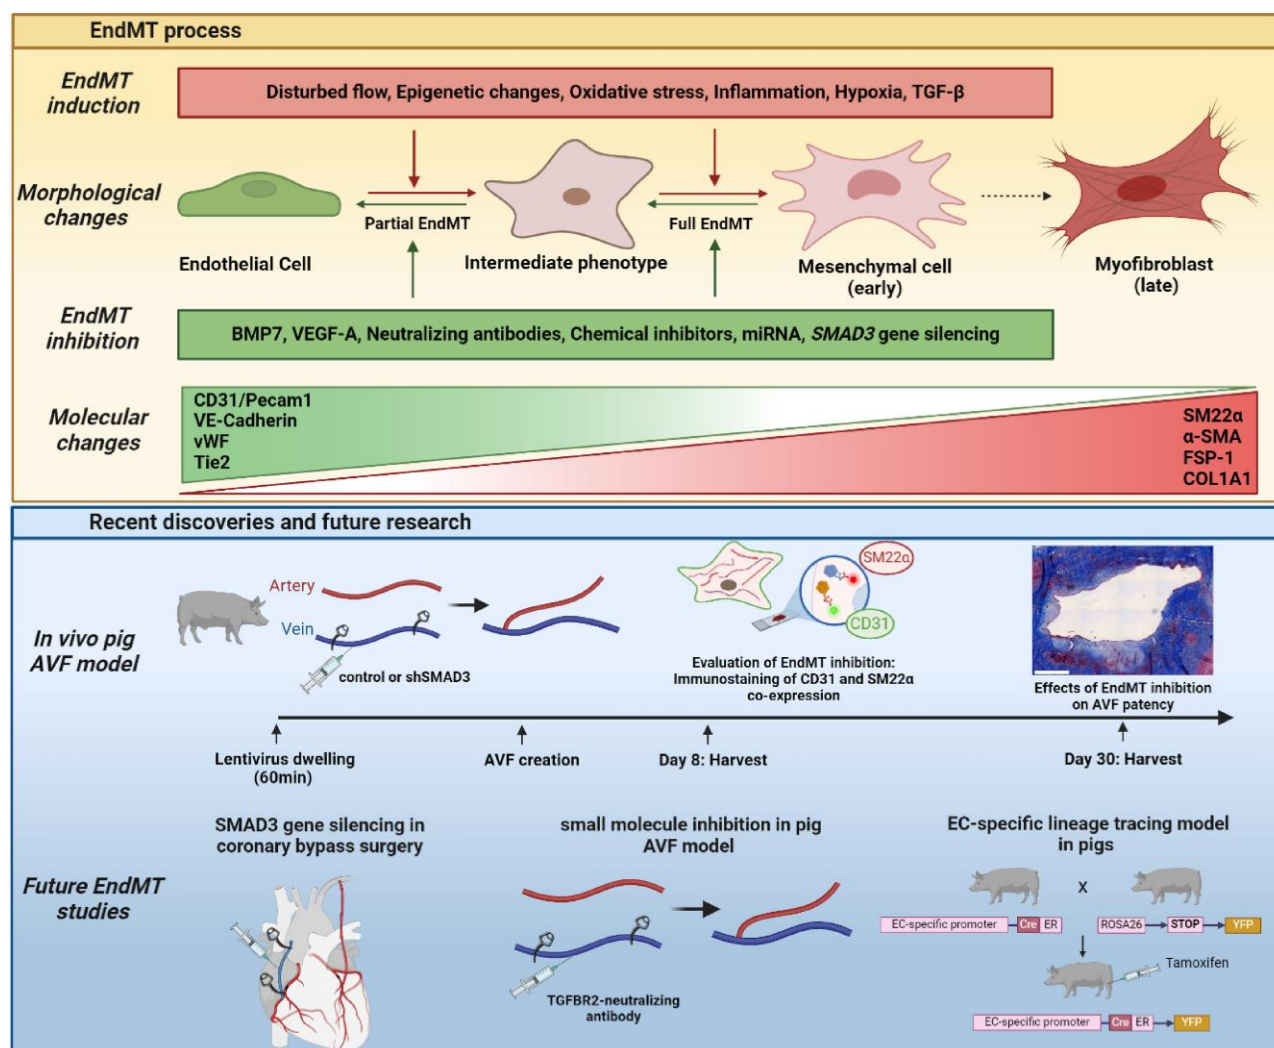 EndMT process
EndMT
induction
Disturbed flow, Epigenetic changes, Oxidative stress, Inflammation, Hypoxia, TGF-β
Morphological
changes
Partial EndMT
Full EndMT
Endothelial Cell
Intermediate phenotype
Mesenchymal cell
(early)
Myofibroblast
(late)
EndMT
inhibition
BMP7, VEGF-A, Neutralizing antibodies, Chemical inhibitors, miRNA, SMAD3 gene silencing
Molecular
changes
CD31/Pecam1
VE-Cadherin
vWF
Tie2
SM22α
α-SMA
FSP-1
COL1A1
Recent discoveries and future research
In vivo pig
AVF model
Artery
Vein
control or shSMAD3
SM22α
CD31
Evaluation of EndMT inhibition:
Immunostaining of CD31 and SM22α
co-expression
Effects of EndMT inhibition
on AVF patency
Lentivirus dwelling
(60min)
AVF creation
Day 8: Harvest
Day 30: Harvest
Future EndMT
studies
SMAD3 gene silencing in
coronary bypass surgery
small molecule inhibition in pig
AVF model
TGFBR2-neutralizing
antibody
EC-specific lineage tracing model
in pigs
X
EC-specific promoter Cre ER
ROSA26 STOP YFP
Tamoxifen
EC-specific promoter Cre ER YFP